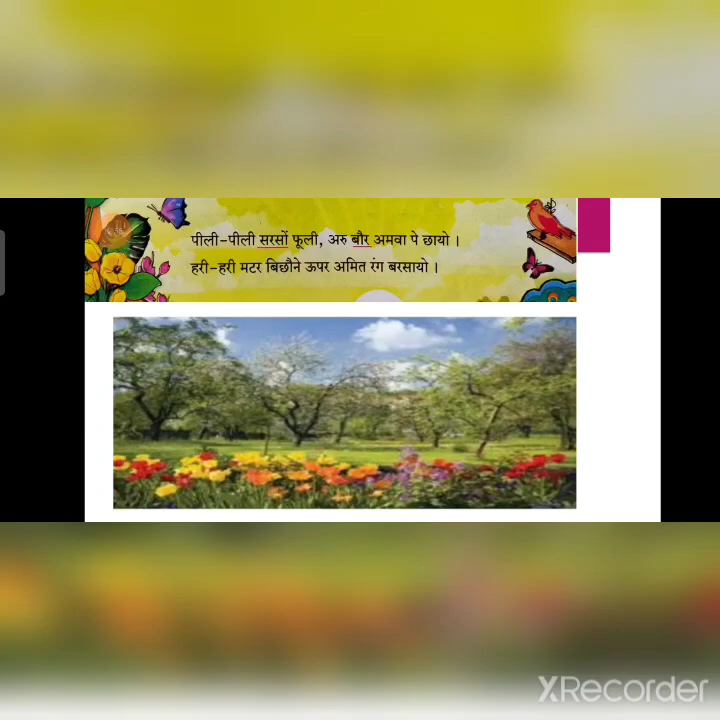 पीली-पीली सरसों फूली, अरु बौर अमवा पे छायो ।
हरी-हरी मटर बिछौने ऊपर अमित रंग बरसायो ।
XRecorder